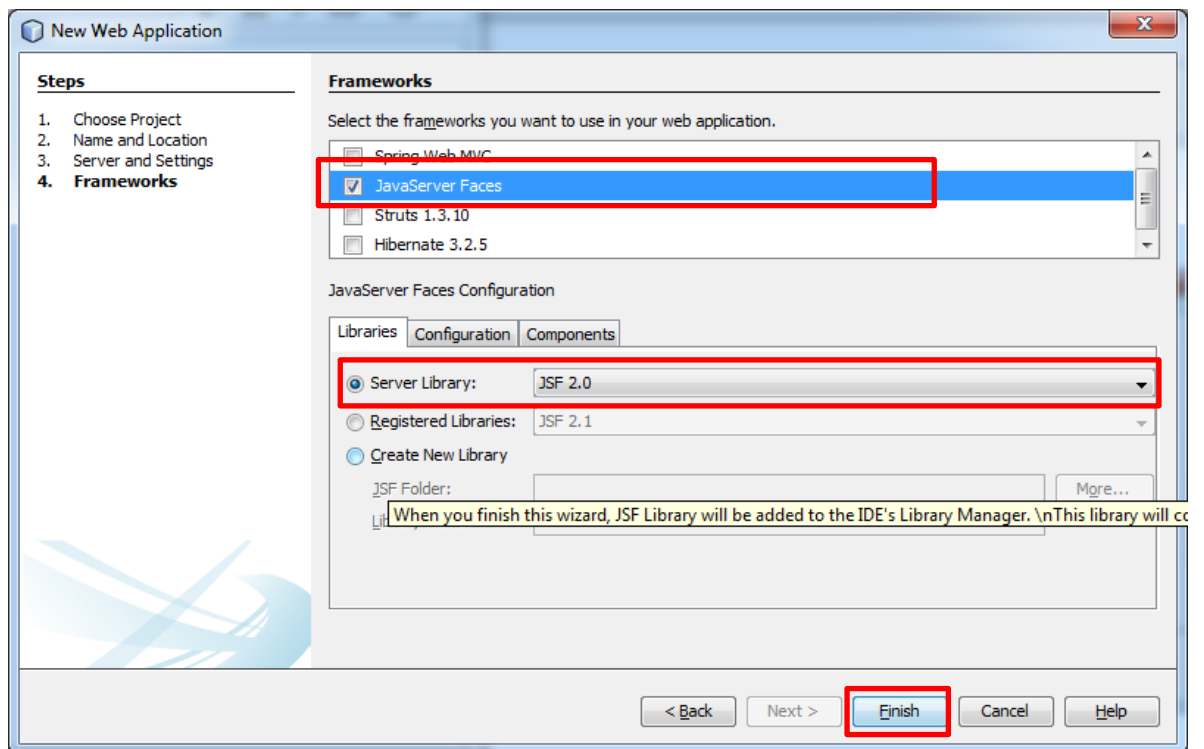 New Web Application
Steps
1. Choose Project
2. Name and Location
3. Server and Settings
4. Frameworks
Frameworks
Select the frameworks you want to use in your web application.
Spring Web MVC
JavaServer Faces
Struts 1.3.10
Hibernate 3.2.5
JavaServer Faces Configuration
Libraries Configuration Components
Server Library: JSF 2.0
Registered Libraries: JSF 2.1
Create New Library
JSF Folder: More...
When you finish this wizard, JSF Library will be added to the IDE's Library Manager. \nThis library will co
< Back Next > Finish Cancel Help